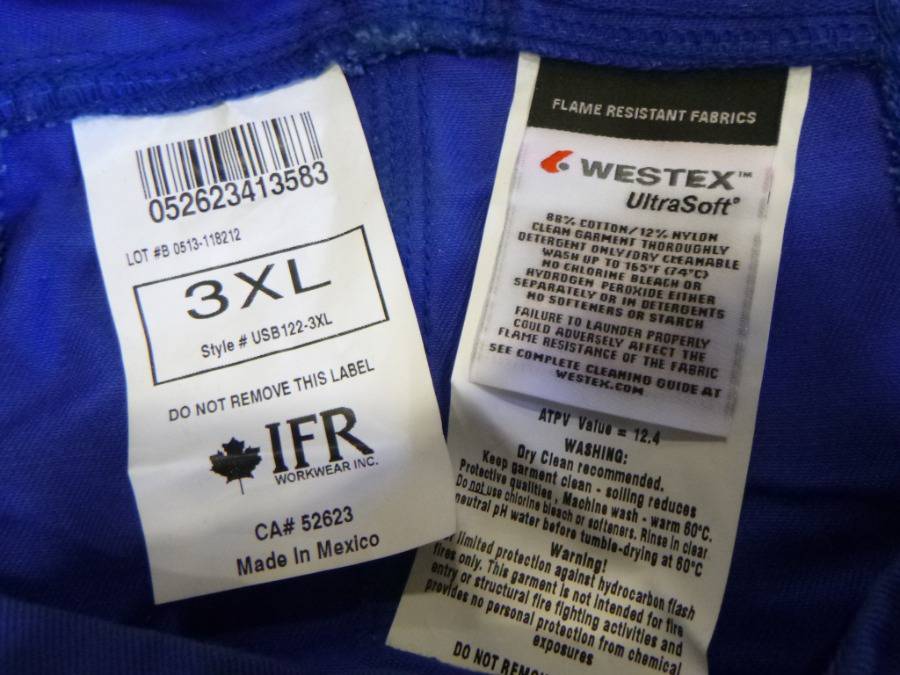 052623413583
LOT #B 0513-118212
3XL
Style # USB122-3XL
DO NOT REMOVE THIS LABEL
IFR
WORKWEAR INC.
CA# 52623
Made In Mexico
FLAME RESISTANT FABRICS
WESTEX™
UltraSoft®
88% COTTON/12% NYLON
CLEAN GARMENT THOROUGHLY
DETERGENT ONLY/DRY CLEANABLE
WASH UP TO 165°F (74°C)
NO CHLORINE BLEACH OR
HYDROGEN PEROXIDE EITHER
SEPARATELY OR IN DETERGENTS
NO SOFTENERS OR STARCH
FAILURE TO LAUNDER PROPERLY
COULD ADVERSELY AFFECT THE
FLAME RESISTANCE OF THE FABRIC
SEE COMPLETE CLEANING GUIDE AT
WESTEX.COM
ATPV Value = 12.4
WASHING:
Dry Clean recommended.
Keep garment clean - soiling reduces
Protective qualities, Machine wash - warm 60°C.
Do not use chlorine bleach or softeners. Rinse in clear
neutral pH water before tumble-drying at 60°C
Warning!
limited protection against hydrocarbon flash
fires only. This garment is not intended for fire
entry or structural fire fighting activities and
provides no personal protection from chemical
exposures
DO NOT REMOV